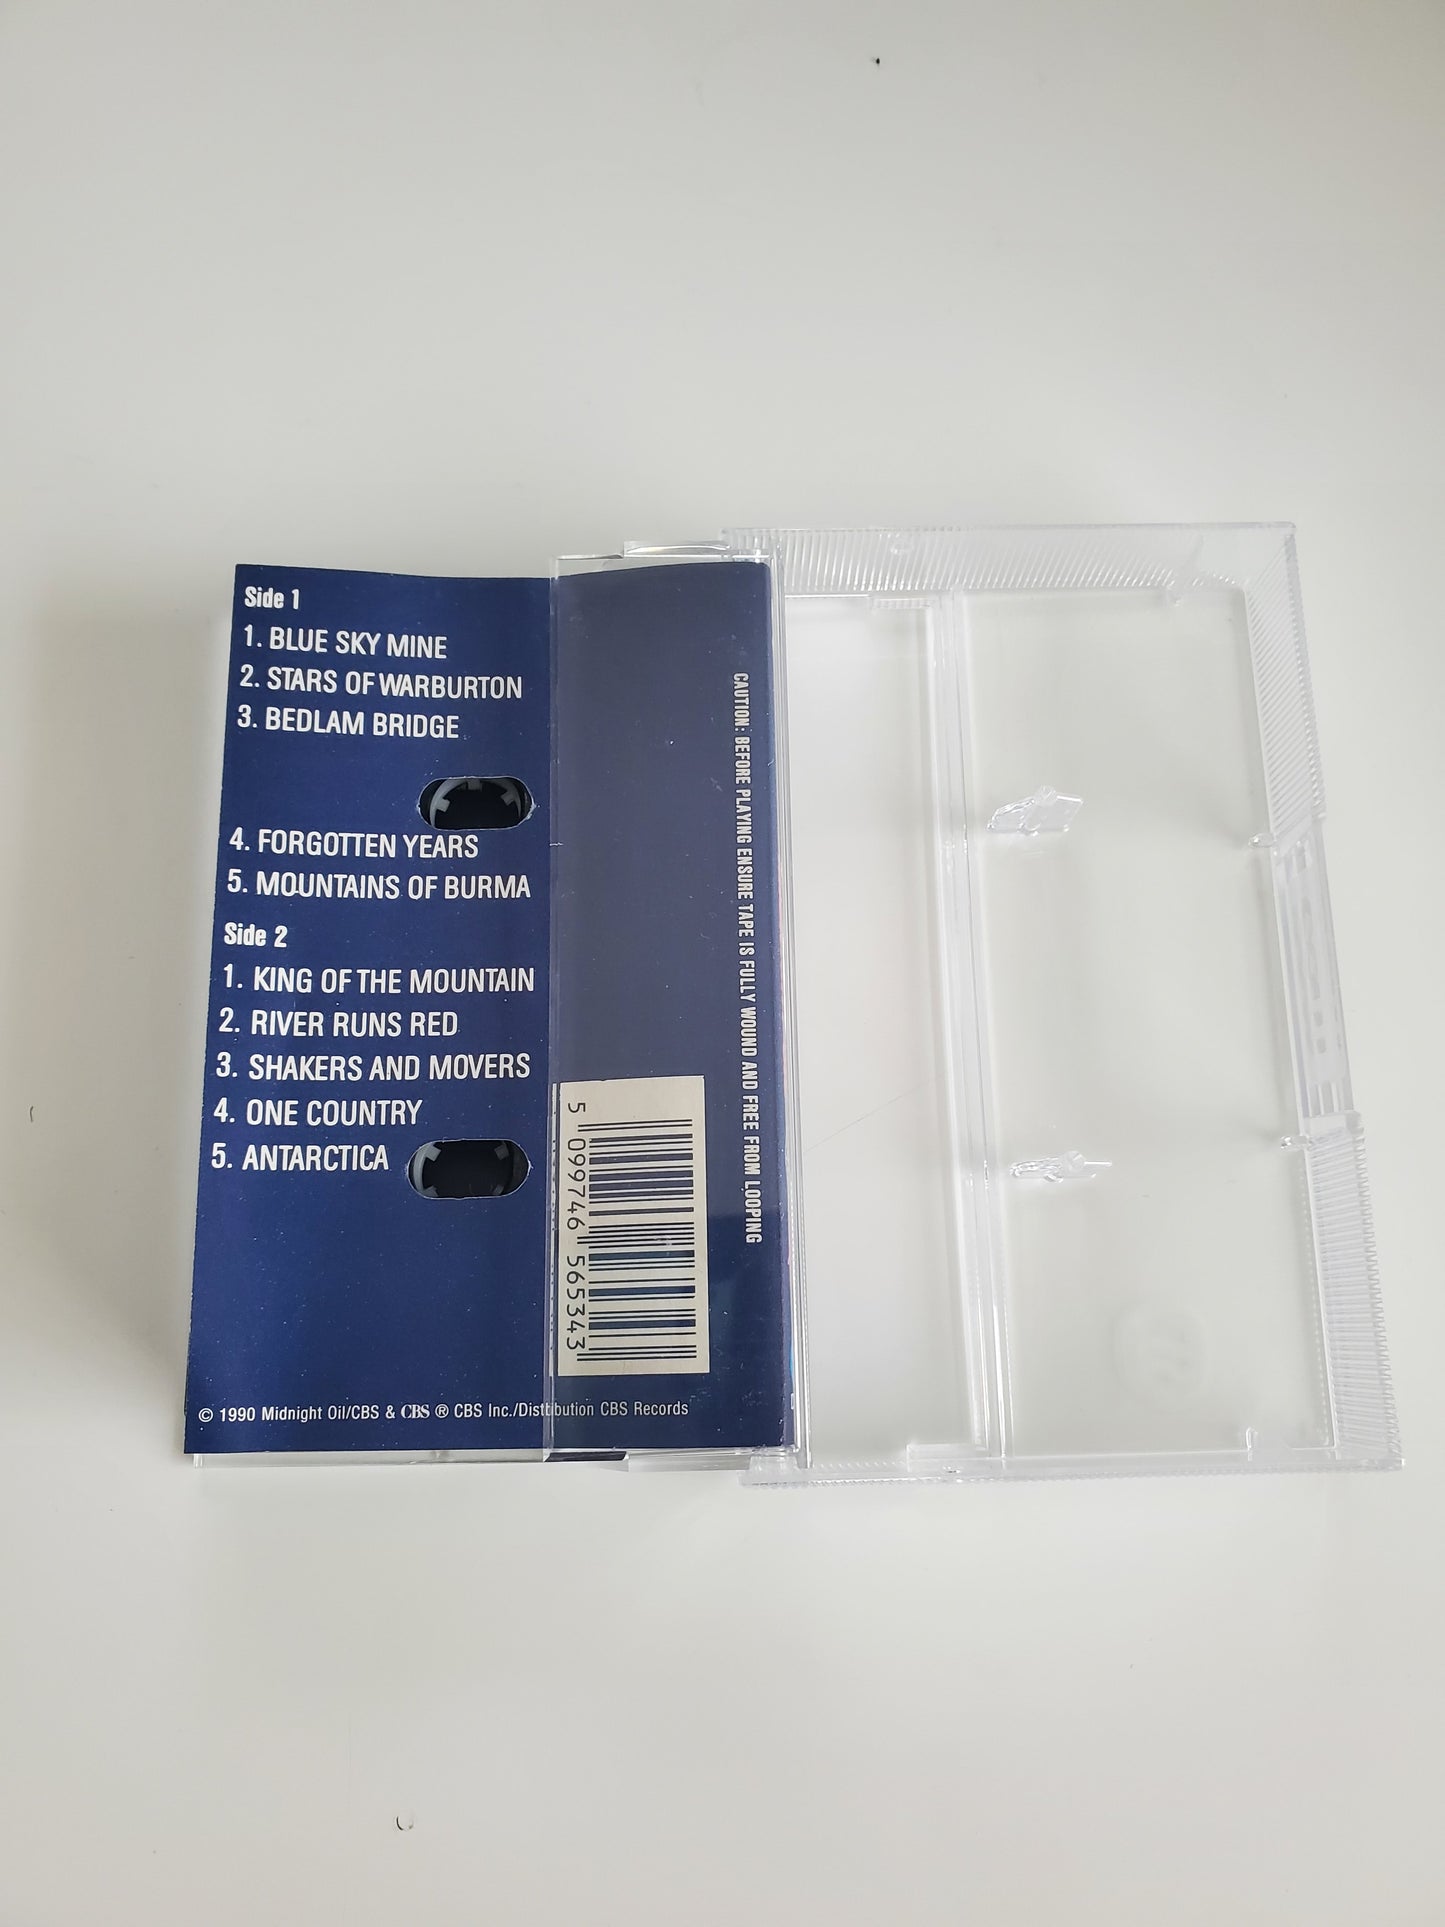 Side 1
1. BLUE SKY MINE
2. STARS OF WARBURTON
3. BEDLAM BRIDGE
4. FORGOTTEN YEARS
5. MOUNTAINS OF BURMA
Side 2
1. KING OF THE MOUNTAIN
2. RIVER RUNS RED
3. SHAKERS AND MOVERS
4. ONE COUNTRY
5. ANTARCTICA
© 1990 Midnight Oil/CBS & CBS ® CBS Inc./Distribution CBS Records
5 099746 565343
CAUTION: BEFORE PLAYING ENSURE TAPE IS FULLY WOUND AND FREE FROM LOOPING